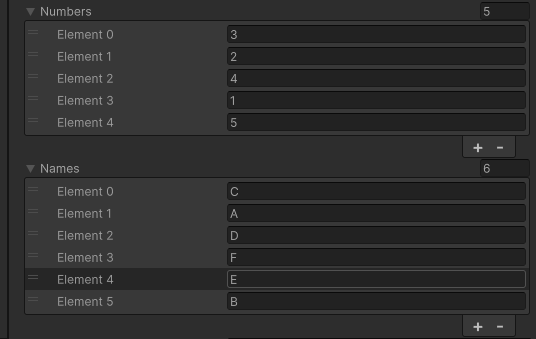 Numbers 5
Element 0 3
Element 1 2
Element 2 4
Element 3 1
Element 4 5
+ -
Names 6
Element 0 C
Element 1 A
Element 2 D
Element 3 F
Element 4 E
Element 5 B
+ -